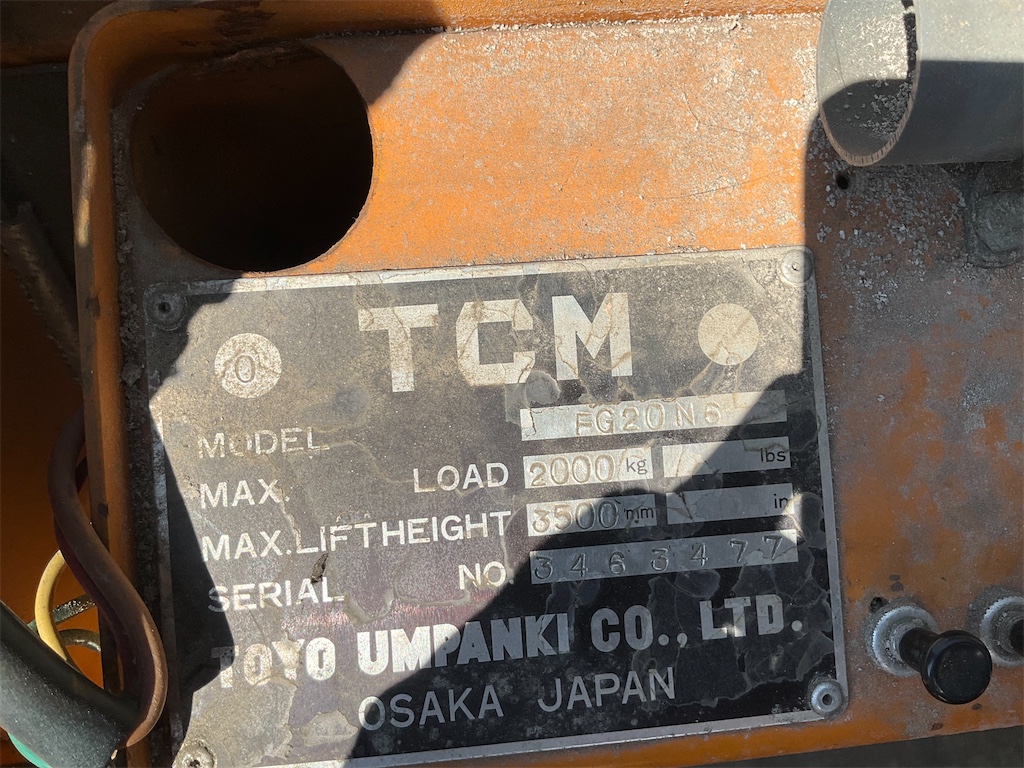 TCM
0
MODEL FG20N6
MAX. LOAD 2000 kg lbs
MAX.LIFTHEIGHT 3500 mm in
SERIAL NO. 3463477
TOYO UMPANKI CO., LTD.
OSAKA JAPAN